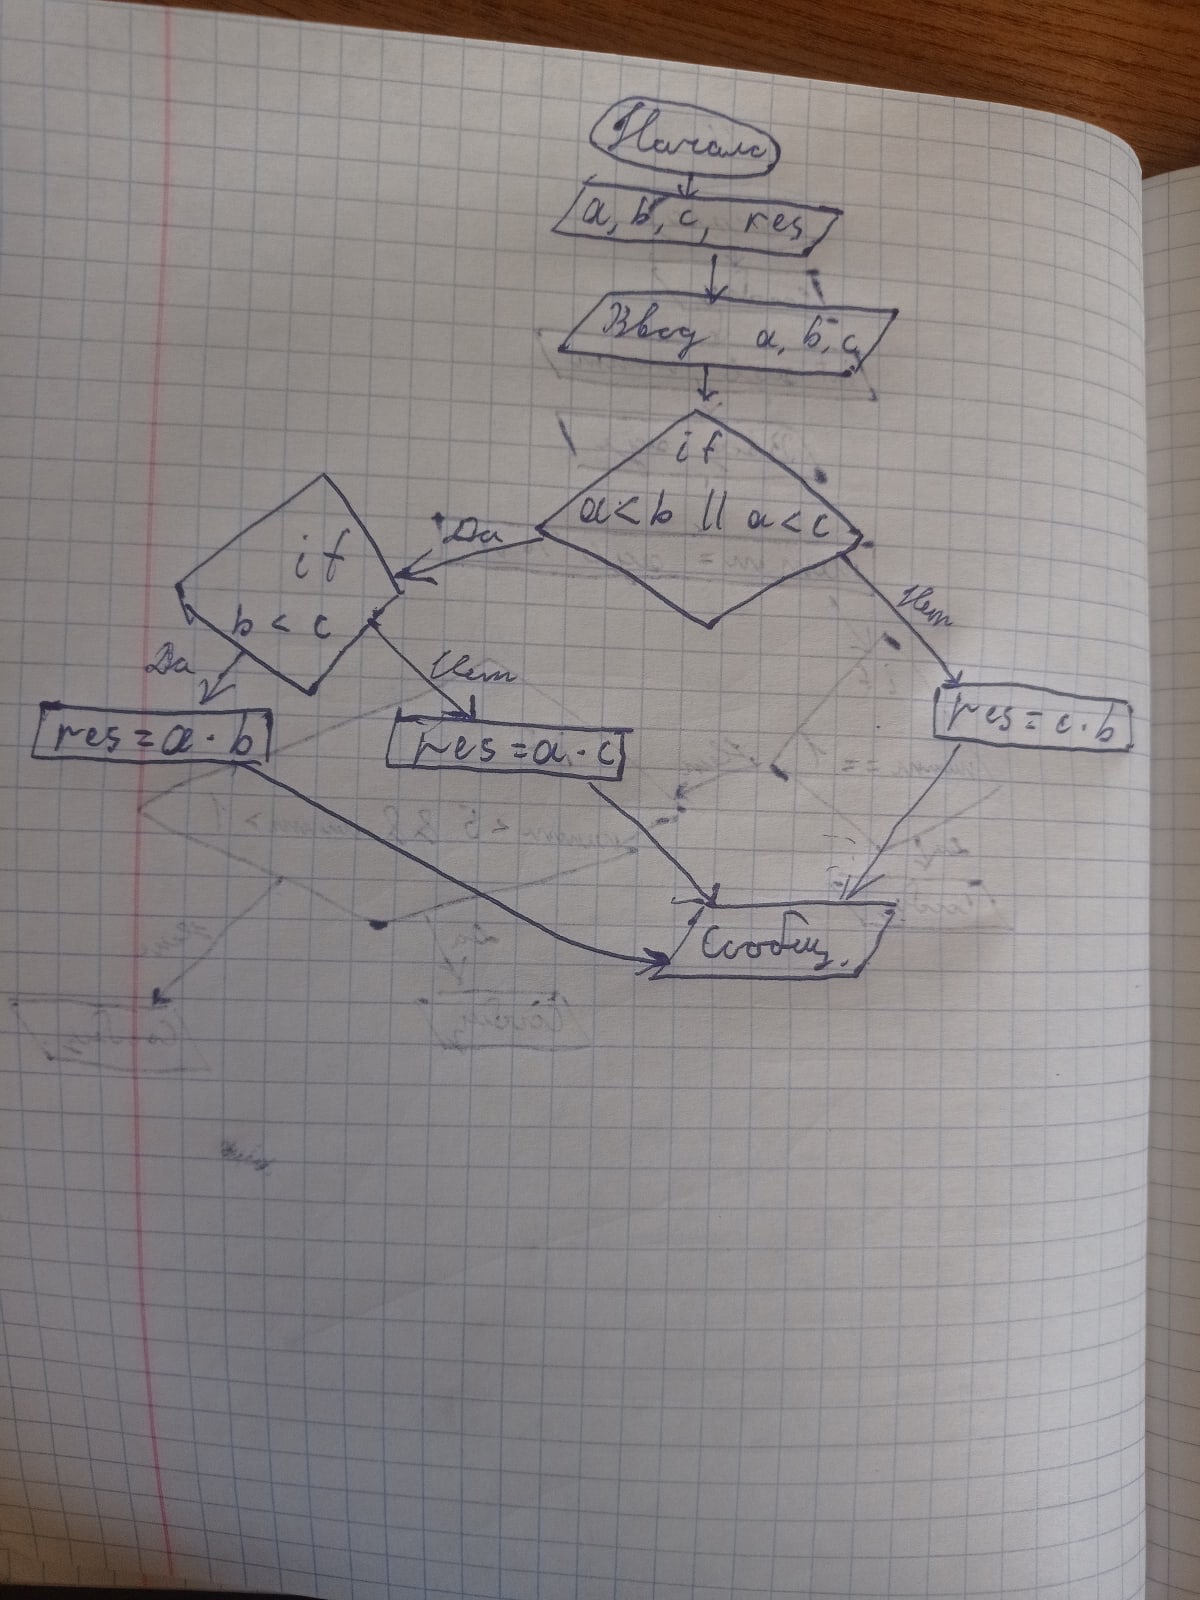 Начало
a, b, c, res
Ввод a, b, c
if
a < b || a < c
Да
Нет
if
b < c
Да
Нет
res = a · b
res = a · c
res = c · b
Сообщ.